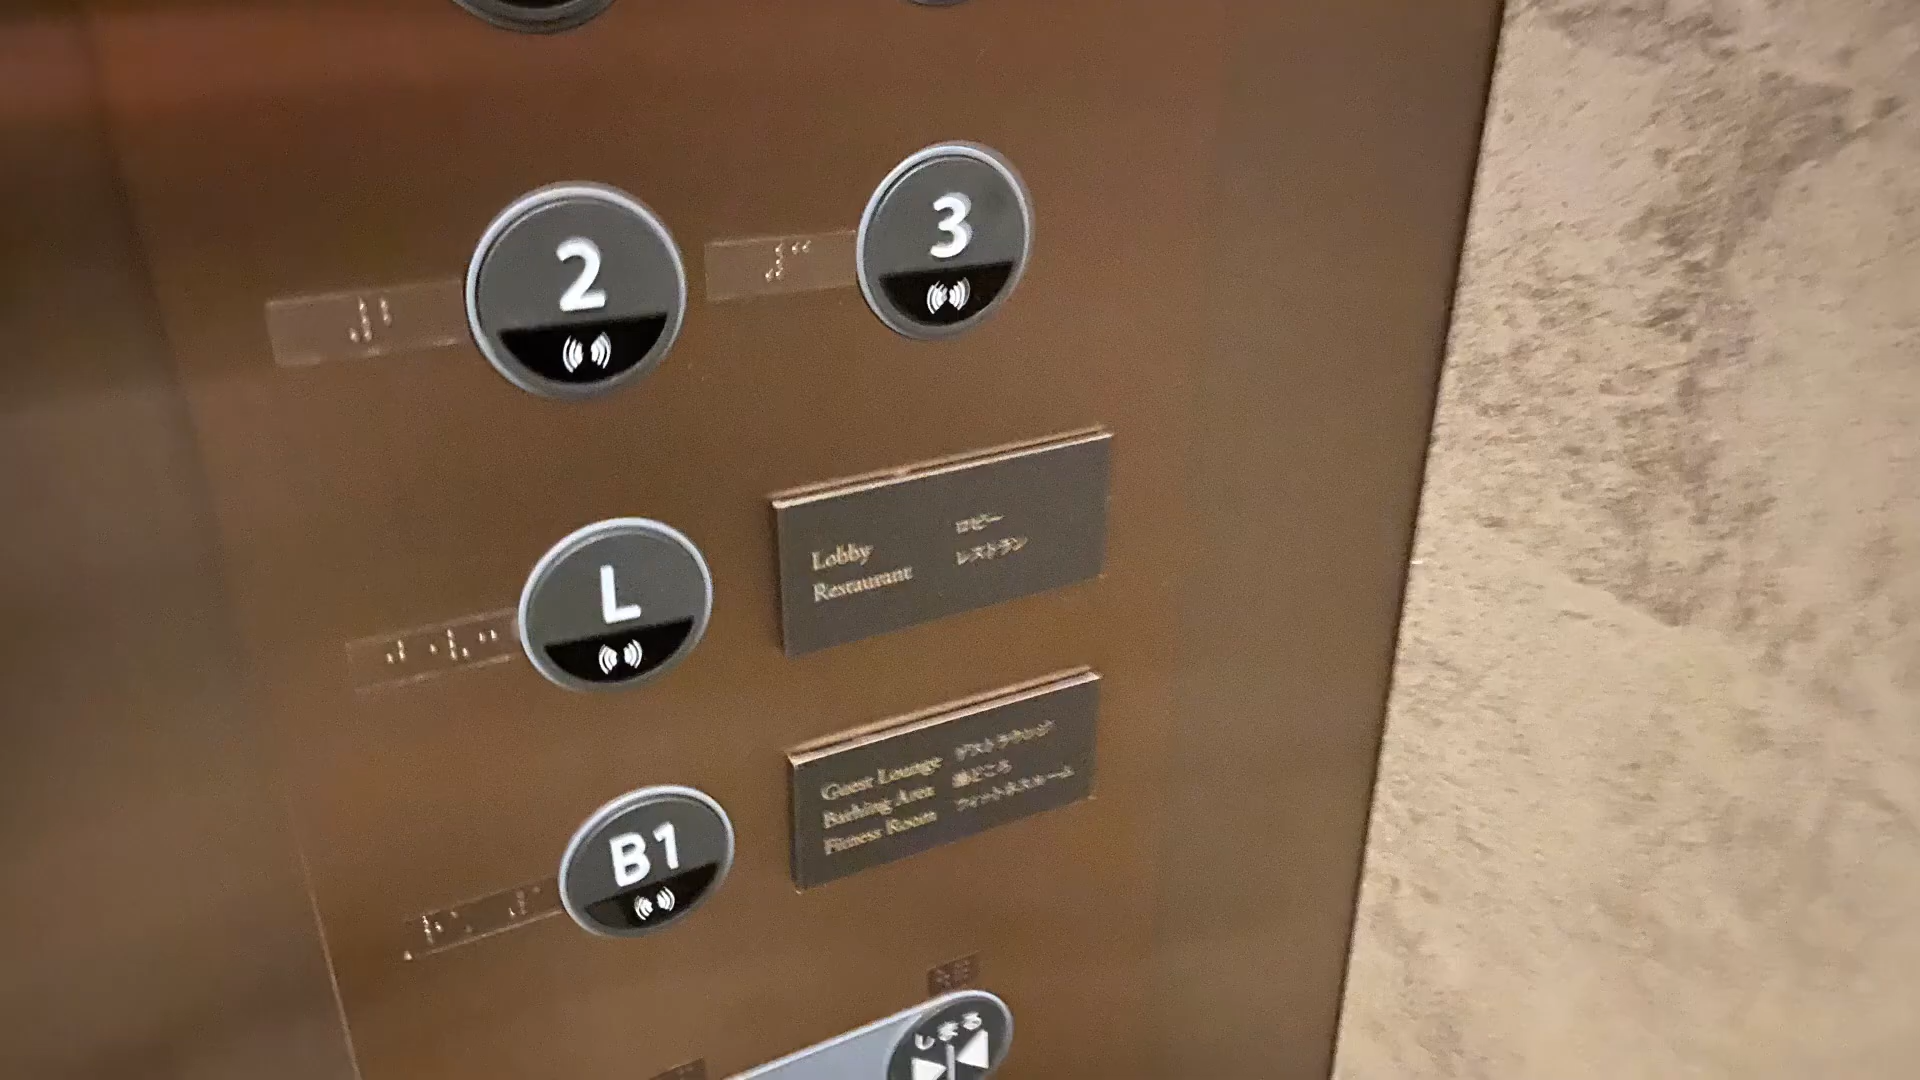 2
3
L
Lobby
Restaurant
ロビー
レストラン
B1
Guest Lounge
Bathing Area
Fitness Room
ゲストラウンジ
湯どころ
フィットネスルーム
しまる